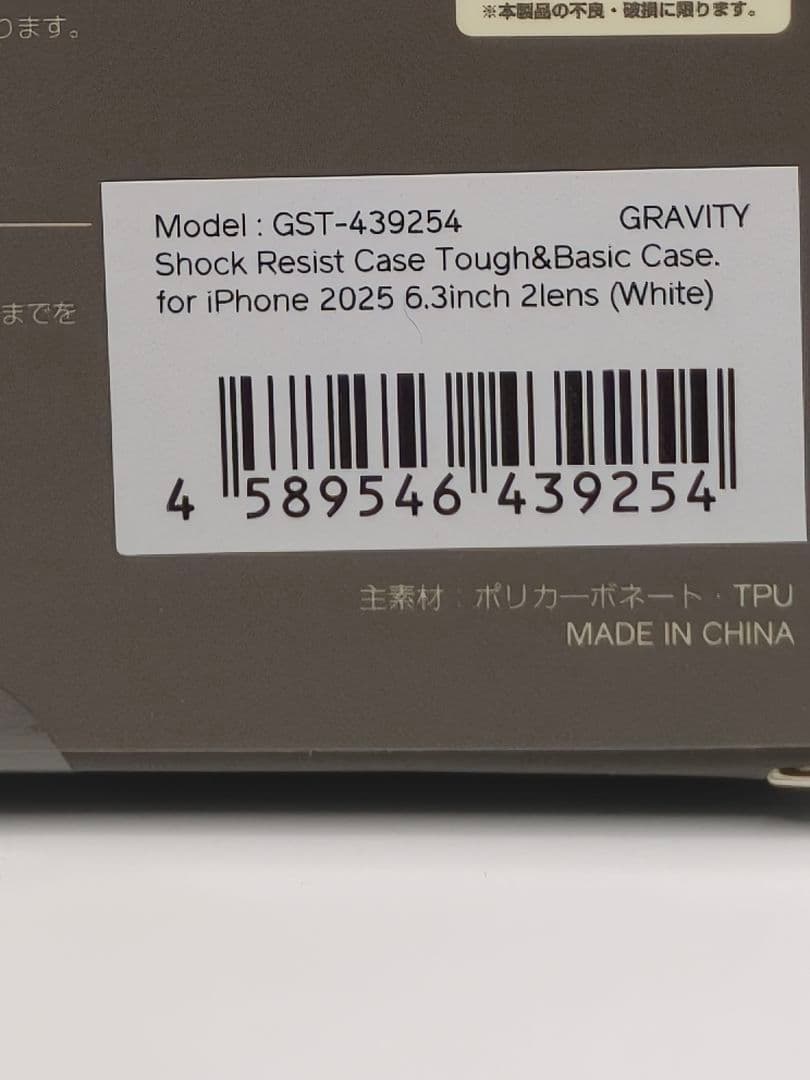 ※本製品の不良・破損に限ります。
ります。
Model : GST-439254 GRAVITY
Shock Resist Case Tough&Basic Case.
for iPhone 2025 6.3inch 2lens (White)
までを
4 589546 439254
主素材：ポリカーボネート・TPU
MADE IN CHINA